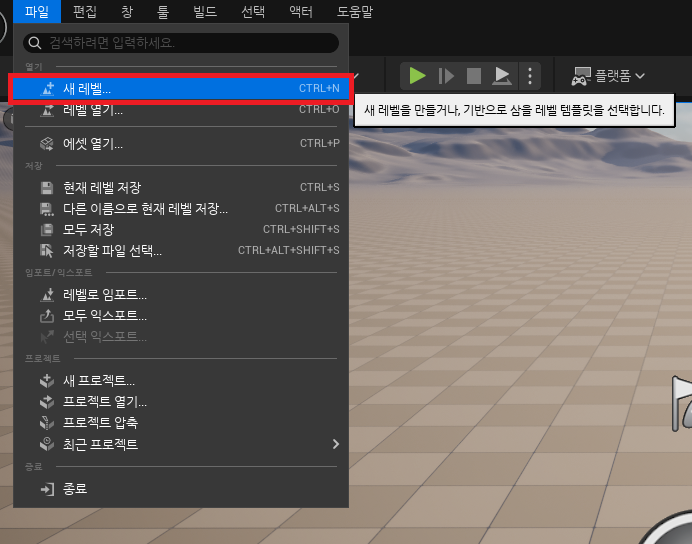 파일 편집 창 툴 빌드 선택 액터 도움말
검색하려면 입력하세요.
열기
새 레벨... CTRL+N
레벨 열기... CTRL+O
새 레벨을 만들거나, 기반으로 삼을 레벨 템플릿을 선택합니다.
플랫폼
에셋 열기... CTRL+P
저장
현재 레벨 저장 CTRL+S
다른 이름으로 현재 레벨 저장... CTRL+ALT+S
모두 저장 CTRL+SHIFT+S
저장할 파일 선택... CTRL+ALT+SHIFT+S
임포트/익스포트
레벨로 임포트...
모두 익스포트...
선택 익스포트...
프로젝트
새 프로젝트...
프로젝트 열기...
프로젝트 압축
최근 프로젝트
종료
종료